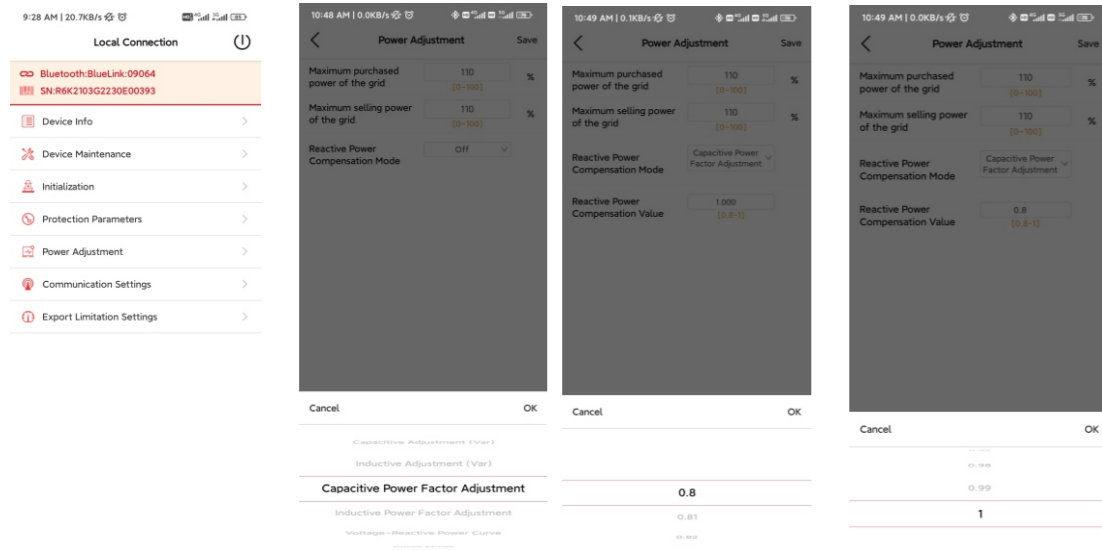 9:28 AM | 20.7KB/s
Local Connection
Bluetooth:BlueLink:09064
SN:R6K2103G2230E00393
Device Info
Device Maintenance
Initialization
Protection Parameters
Power Adjustment
Communication Settings
Export Limitation Settings
10:48 AM | 0.0KB/s
Power Adjustment Save
Maximum purchased
power of the grid
110 %
[0~100]
Maximum selling power
of the grid
110 %
[0~100]
Reactive Power
Compensation Mode
Off
Cancel OK
Capacitive Adjustment (Var)
Inductive Adjustment (Var)
Capacitive Power Factor Adjustment
Inductive Power Factor Adjustment
Voltage-Reactive Power Curve
10:49 AM | 0.1KB/s
Power Adjustment Save
Maximum purchased
power of the grid
110 %
[0~100]
Maximum selling power
of the grid
110 %
[0~100]
Reactive Power
Compensation Mode
Capacitive Power
Factor Adjustment
Reactive Power
Compensation Value
1.000
[0.8~1]
Cancel OK
0.8
0.81
0.82
10:49 AM | 0.0KB/s
Power Adjustment Save
Maximum purchased
power of the grid
110 %
[0~100]
Maximum selling power
of the grid
110 %
[0~100]
Reactive Power
Compensation Mode
Capacitive Power
Factor Adjustment
Reactive Power
Compensation Value
0.8
[0.8~1]
Cancel OK
0.98
0.99
1